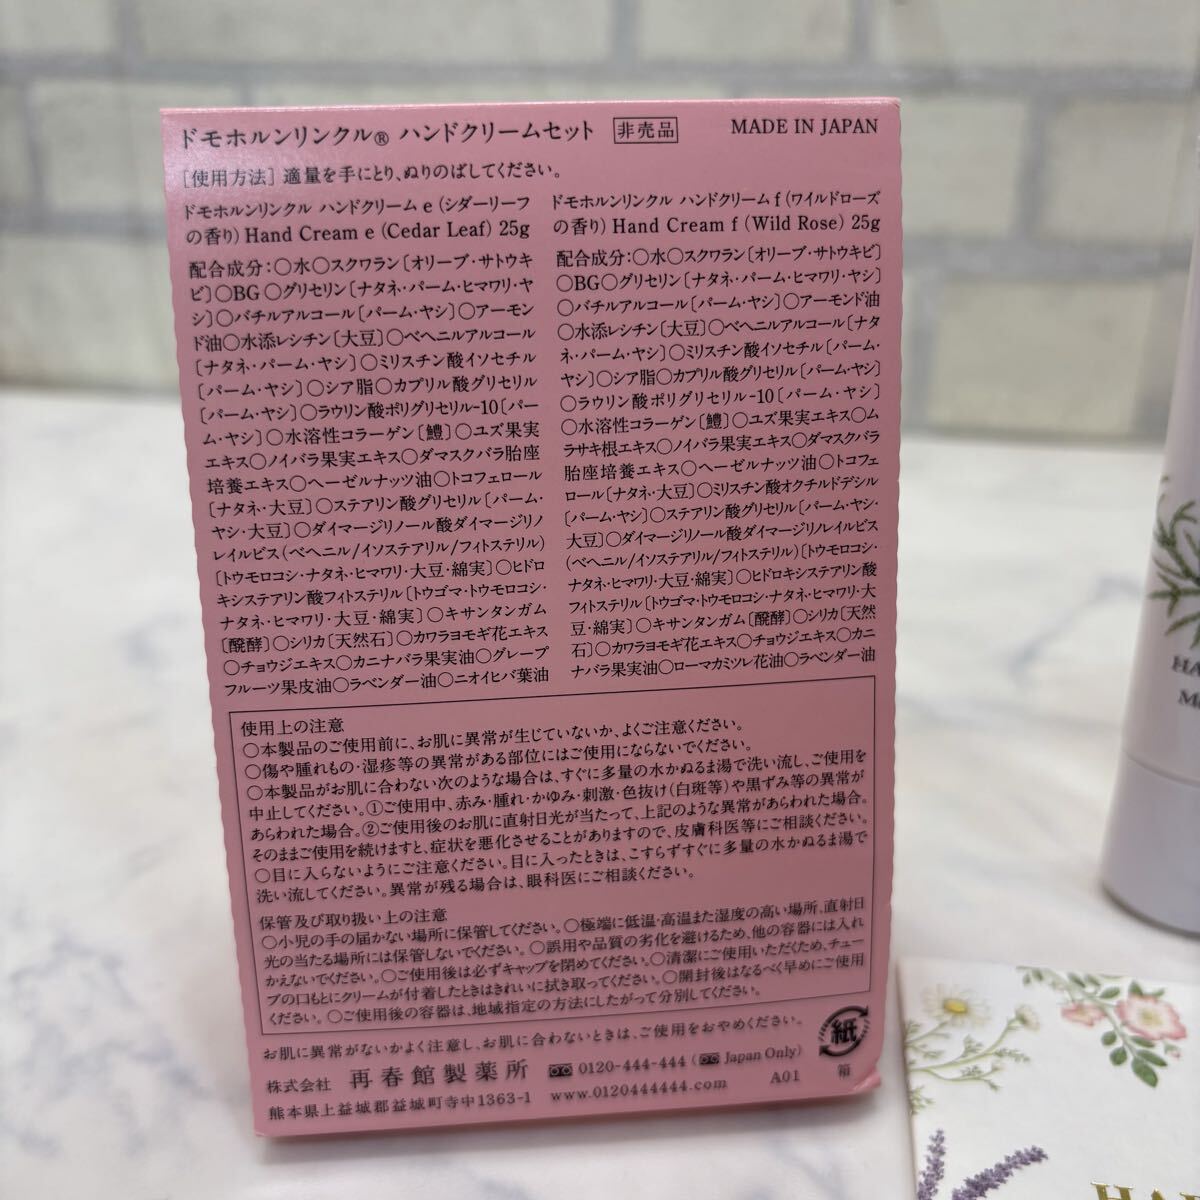 ドモホルンリンクル® ハンドクリームセット 非売品 MADE IN JAPAN
[使用方法] 適量を手にとり、ぬりのばしてください。
ドモホルンリンクル ハンドクリーム e (シダーリーフ
の香り) Hand Cream e (Cedar Leaf) 25g
配合成分:○水○スクワラン〔オリーブ・サトウキ
ビ〕○BG○グリセリン〔ナタネ・パーム・ヒマワリ・ヤ
シ〕○バチルアルコール〔パーム・ヤシ〕○アーモン
ド油○水添レシチン〔大豆〕○ベヘニルアルコール
〔ナタネ・パーム・ヤシ〕○ミリスチン酸イソセチル
〔パーム・ヤシ〕○シア脂○カプリル酸グリセリル
〔パーム・ヤシ〕○ラウリン酸ポリグリセリル-10〔パー
ム・ヤシ〕○水溶性コラーゲン〔鱧〕○ユズ果実
エキス○ノイバラ果実エキス○ダマスクバラ胎座
培養エキス○ヘーゼルナッツ油○トコフェロール
〔ナタネ・大豆〕○ステアリン酸グリセリル〔パーム・
ヤシ・大豆〕○ダイマージリノール酸ダイマージリノ
レイルビス(ベヘニル/イソステアリル/フィトステリル)
〔トウモロコシ・ナタネ・ヒマワリ・大豆・綿実〕○ヒドロ
キシステアリン酸フィトステリル〔トウゴマ・トウモロコシ・
ナタネ・ヒマワリ・大豆・綿実〕○キサンタンガム
〔醗酵〕○シリカ〔天然石〕○カワラヨモギ花エキス
○チョウジエキス○カニナバラ果実油○グレープ
フルーツ果皮油○ラベンダー油○ニオイヒバ葉油
ドモホルンリンクル ハンドクリーム f (ワイルドローズ
の香り) Hand Cream f (Wild Rose) 25g
配合成分:○水○スクワラン〔オリーブ・サトウキビ〕
○BG○グリセリン〔ナタネ・パーム・ヒマワリ・ヤシ〕
○バチルアルコール〔パーム・ヤシ〕○アーモンド油
○水添レシチン〔大豆〕○ベヘニルアルコール〔ナタ
ネ・パーム・ヤシ〕○ミリスチン酸イソセチル〔パーム・
ヤシ〕○シア脂○カプリル酸グリセリル〔パーム・ヤシ〕
○ラウリン酸ポリグリセリル-10〔パーム・ヤシ〕
○水溶性コラーゲン〔鱧〕○ユズ果実エキス○ム
ラサキ根エキス○ノイバラ果実エキス○ダマスクバラ
胎座培養エキス○ヘーゼルナッツ油○トコフェ
ロール〔ナタネ・大豆〕○ミリスチン酸オクチルドデシル
〔パーム・ヤシ〕○ステアリン酸グリセリル〔パーム・ヤシ・
大豆〕○ダイマージリノール酸ダイマージリノレイルビス
(ベヘニル/イソステアリル/フィトステリル)〔トウモロコシ・
ナタネ・ヒマワリ・大豆・綿実〕○ヒドロキシステアリン酸
フィトステリル〔トウゴマ・トウモロコシ・ナタネ・ヒマワリ・大
豆・綿実〕○キサンタンガム〔醗酵〕○シリカ〔天然
石〕○カワラヨモギ花エキス○チョウジエキス○カニ
ナバラ果実油○ローマカミツレ花油○ラベンダー油
使用上の注意
○本製品のご使用前に、お肌に異常が生じていないか、よくご注意ください。
○傷や腫れもの・湿疹等の異常がある部位にはご使用にならないでください。
○本製品がお肌に合わない次のような場合は、すぐに多量の水かぬるま湯で洗い流し、ご使用を
中止してください。①ご使用中、赤み・腫れ・かゆみ・刺激・色抜け(白斑等)や黒ずみ等の異常が
あらわれた場合。②ご使用後のお肌に直射日光が当たって、上記のような異常があらわれた場合。
そのままご使用を続けますと、症状を悪化させることがありますので、皮膚科医等にご相談ください。
○目に入らないようにご注意ください。目に入ったときは、こすらずすぐに多量の水かぬるま湯で
洗い流してください。異常が残る場合は、眼科医にご相談ください。
保管及び取り扱い上の注意
○小児の手の届かない場所に保管してください。○極端に低温・高温また湿度の高い場所、直射日
光の当たる場所には保管しないでください。○誤用や品質の劣化を避けるため、他の容器には入れ
かえないでください。○ご使用後は必ずキャップを閉めてください。○清潔にご使用いただくため、チュー
ブの口もとにクリームが付着したときはきれいに拭き取ってください。○開封後はなるべく早めにご使用
ください。○ご使用後の容器は、地域指定の方法にしたがって分別してください。
お肌に異常がないかよく注意し、お肌に合わないときは、ご使用をおやめください。
株式会社 再春館製薬所 0120-444-444 ( Japan Only)
熊本県上益城郡益城町寺中1363-1 www.0120444444.com A01
紙
箱